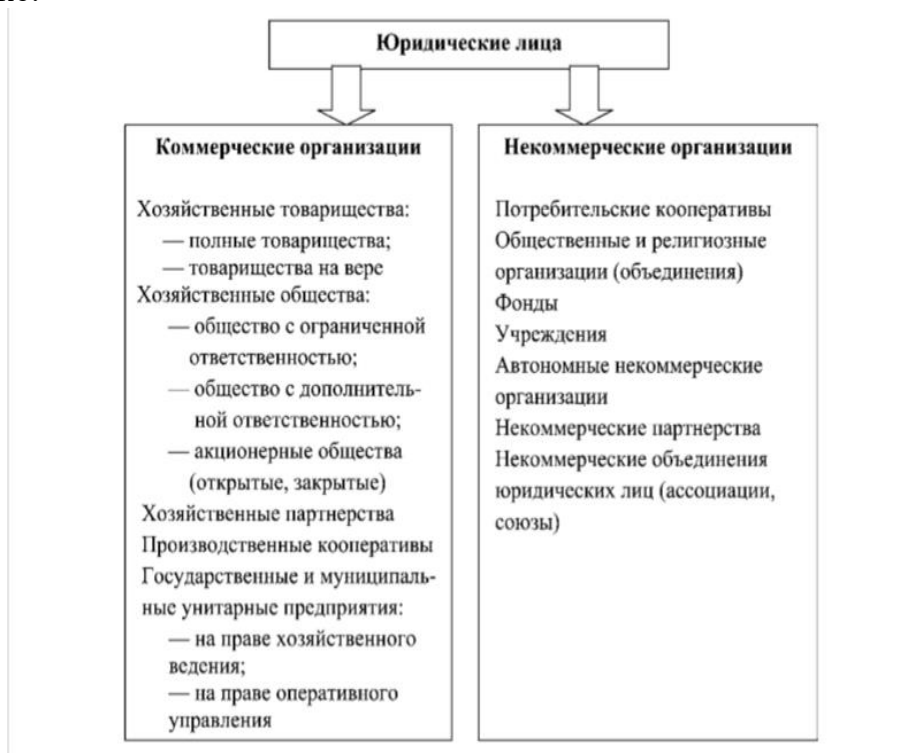 Юридические лица
Коммерческие организации
Хозяйственные товарищества:
— полные товарищества;
— товарищества на вере
Хозяйственные общества:
— общество с ограниченной
ответственностью;
— общество с дополнитель-
ной ответственностью;
— акционерные общества
(открытые, закрытые)
Хозяйственные партнерства
Производственные кооперативы
Государственные и муниципаль-
ные унитарные предприятия:
— на праве хозяйственного
ведения;
— на праве оперативного
управления
Некоммерческие организации
Потребительские кооперативы
Общественные и религиозные
организации (объединения)
Фонды
Учреждения
Автономные некоммерческие
организации
Некоммерческие партнерства
Некоммерческие объединения
юридических лиц (ассоциации,
союзы)